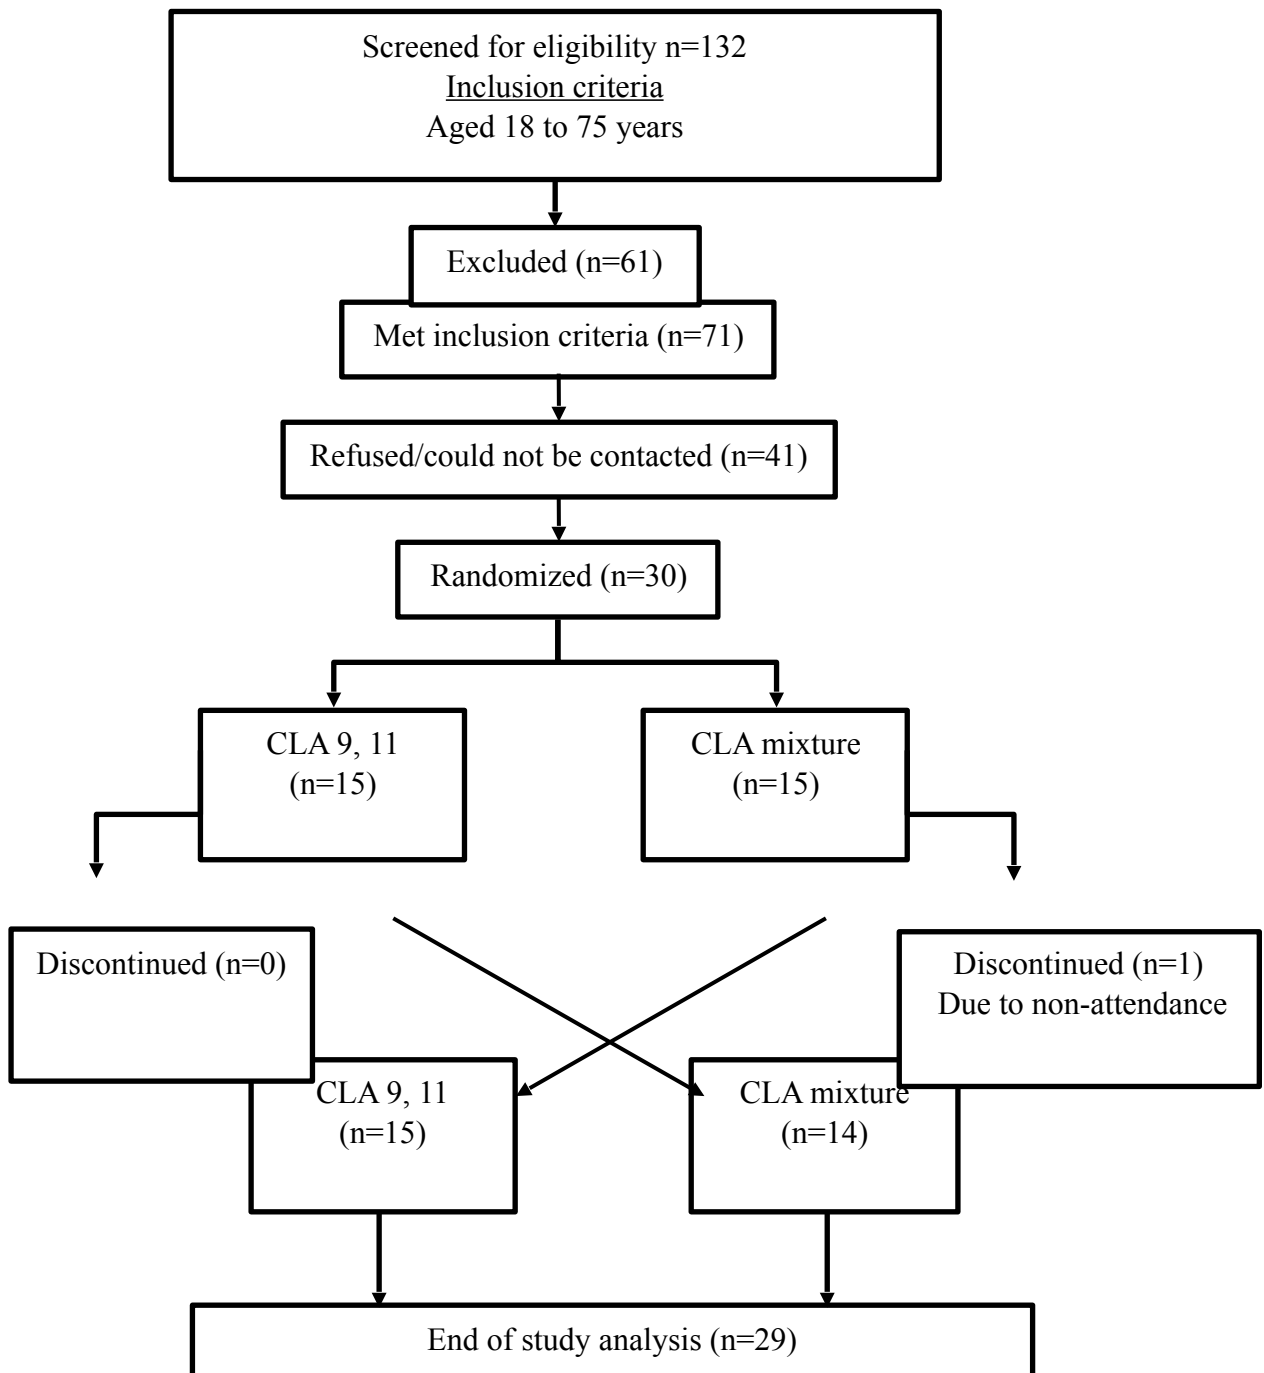 Screened for eligibility n=132
Inclusion criteria
Aged 18 to 75 years
Excluded (n=61)
Met inclusion criteria (n=71)
Refused/could not be contacted (n=41)
Randomized (n=30)
CLA 9, 11
(n=15)
CLA mixture
(n=15)
Discontinued (n=0)
Discontinued (n=1)
Due to non-attendance
CLA 9, 11
(n=15)
CLA mixture
(n=14)
End of study analysis (n=29)